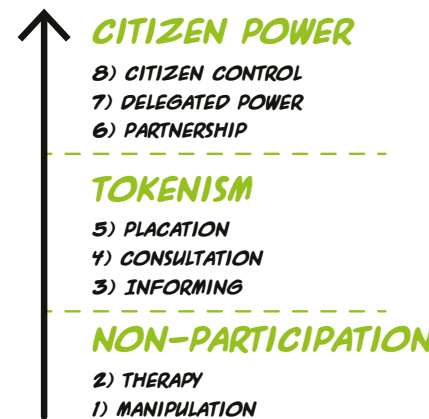 CITIZEN POWER
8) CITIZEN CONTROL
7) DELEGATED POWER
6) PARTNERSHIP
TOKENISM
5) PLACATION
4) CONSULTATION
3) INFORMING
NON-PARTICIPATION
2) THERAPY
1) MANIPULATION